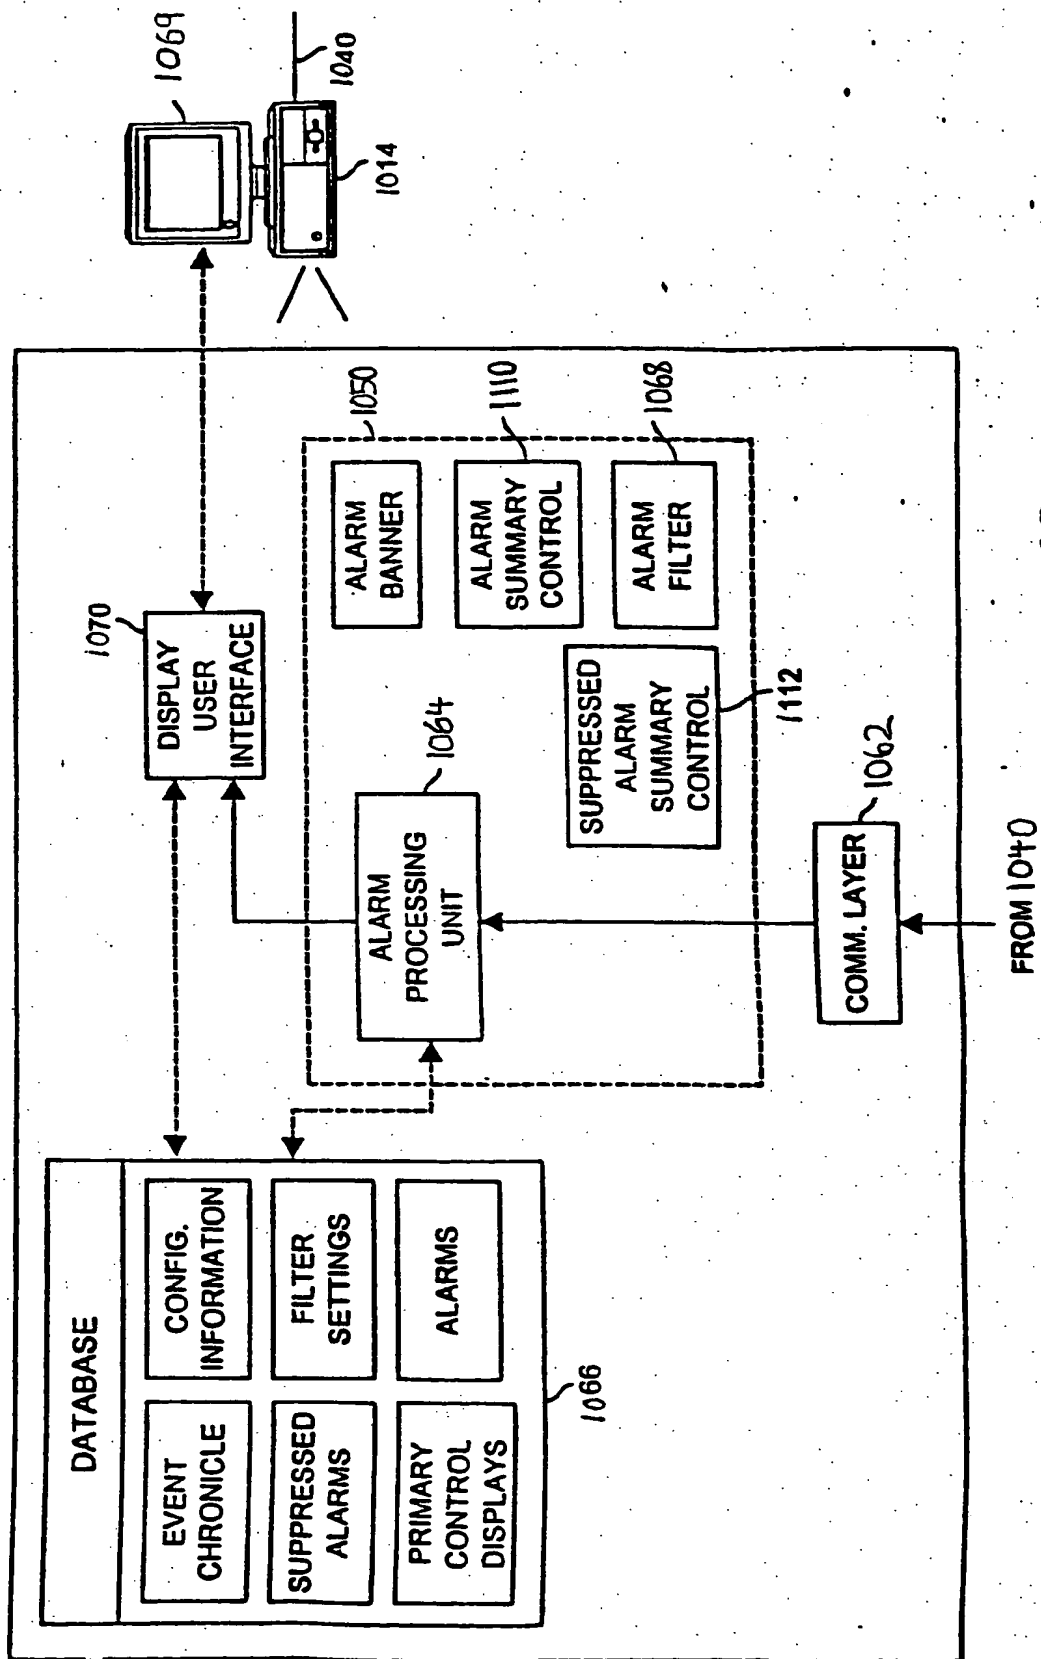 DATABASE
EVENT
CHRONICLE
CONFIG.
INFORMATION
SUPPRESSED
ALARMS
FILTER
SETTINGS
PRIMARY
CONTROL
DISPLAYS
ALARMS
1066
DISPLAY
USER
INTERFACE
1070
1069
1040
1014
1050
ALARM
PROCESSING
UNIT
1064
ALARM
BANNER
ALARM
SUMMARY
CONTROL
1110
ALARM
FILTER
1068
SUPPRESSED
ALARM
SUMMARY
CONTROL
1112
COMM. LAYER
1062
FROM 1040